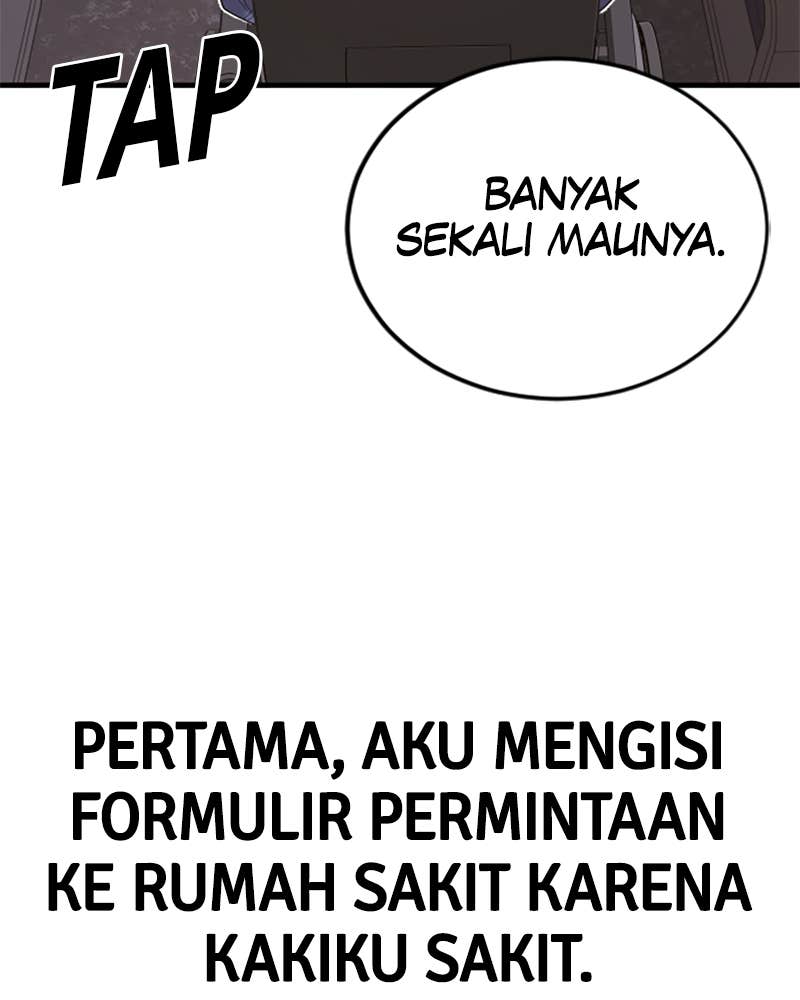 TAP
BANYAK
SEKALI MAUNYA.
PERTAMA, AKU MENGISI
FORMULIR PERMINTAAN
KE RUMAH SAKIT KARENA
KAKIKU SAKIT.